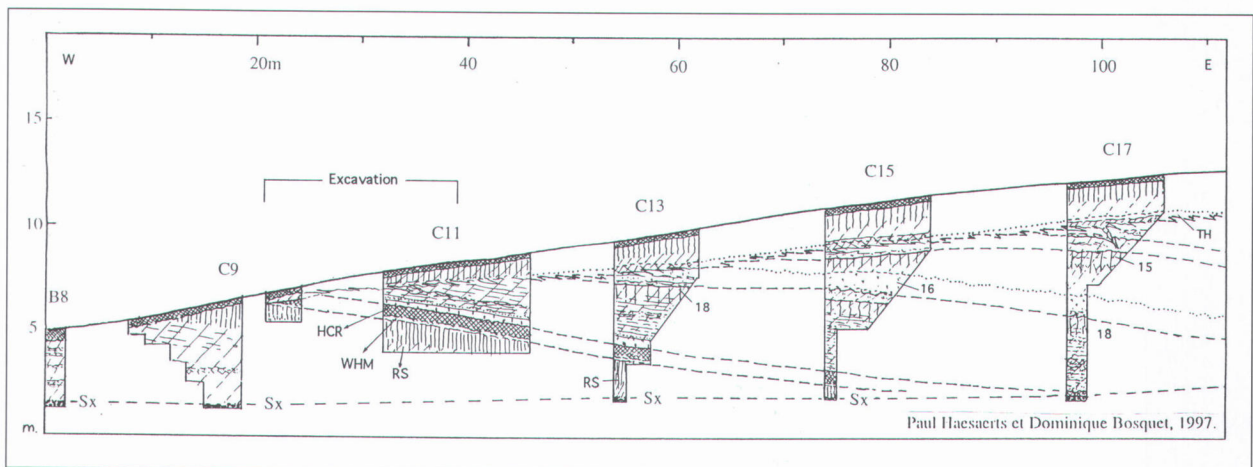 W 20m 40 60 80 100 E
15
10
5
m.
Excavation
B8
C9
C11
C13
C15
C17
HCR
WHM
RS
RS
18
16
TH
15
18
Sx
Sx
Sx
Sx
Paul Haesaerts et Dominique Bosquet, 1997.